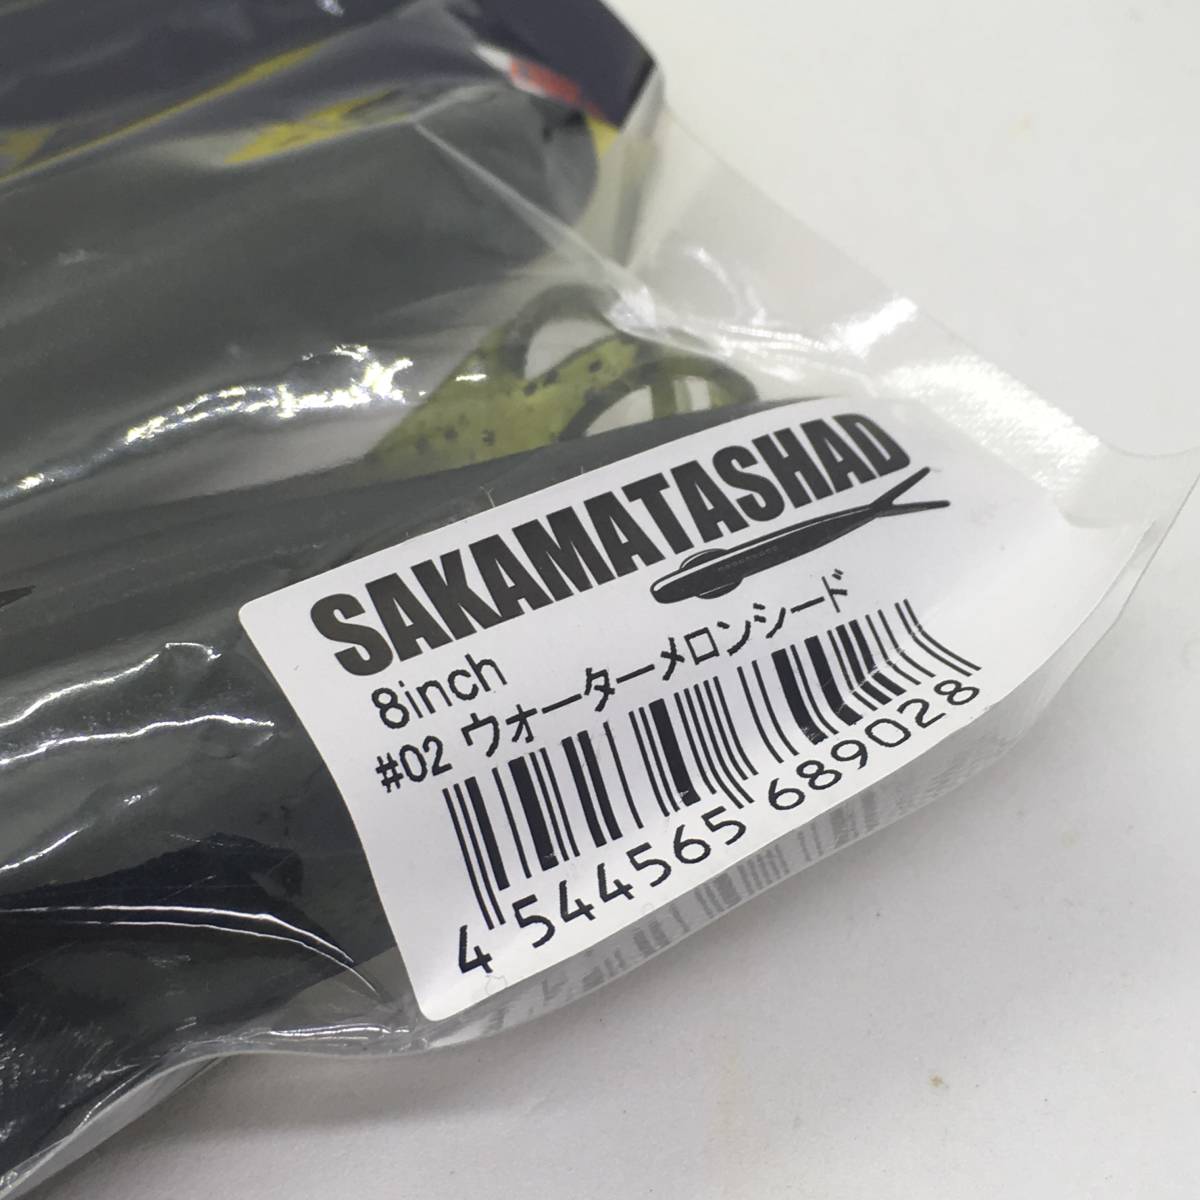 SAKAMATASHAD
8inch
#02 ウォーターメロンシード
4 544565 689028